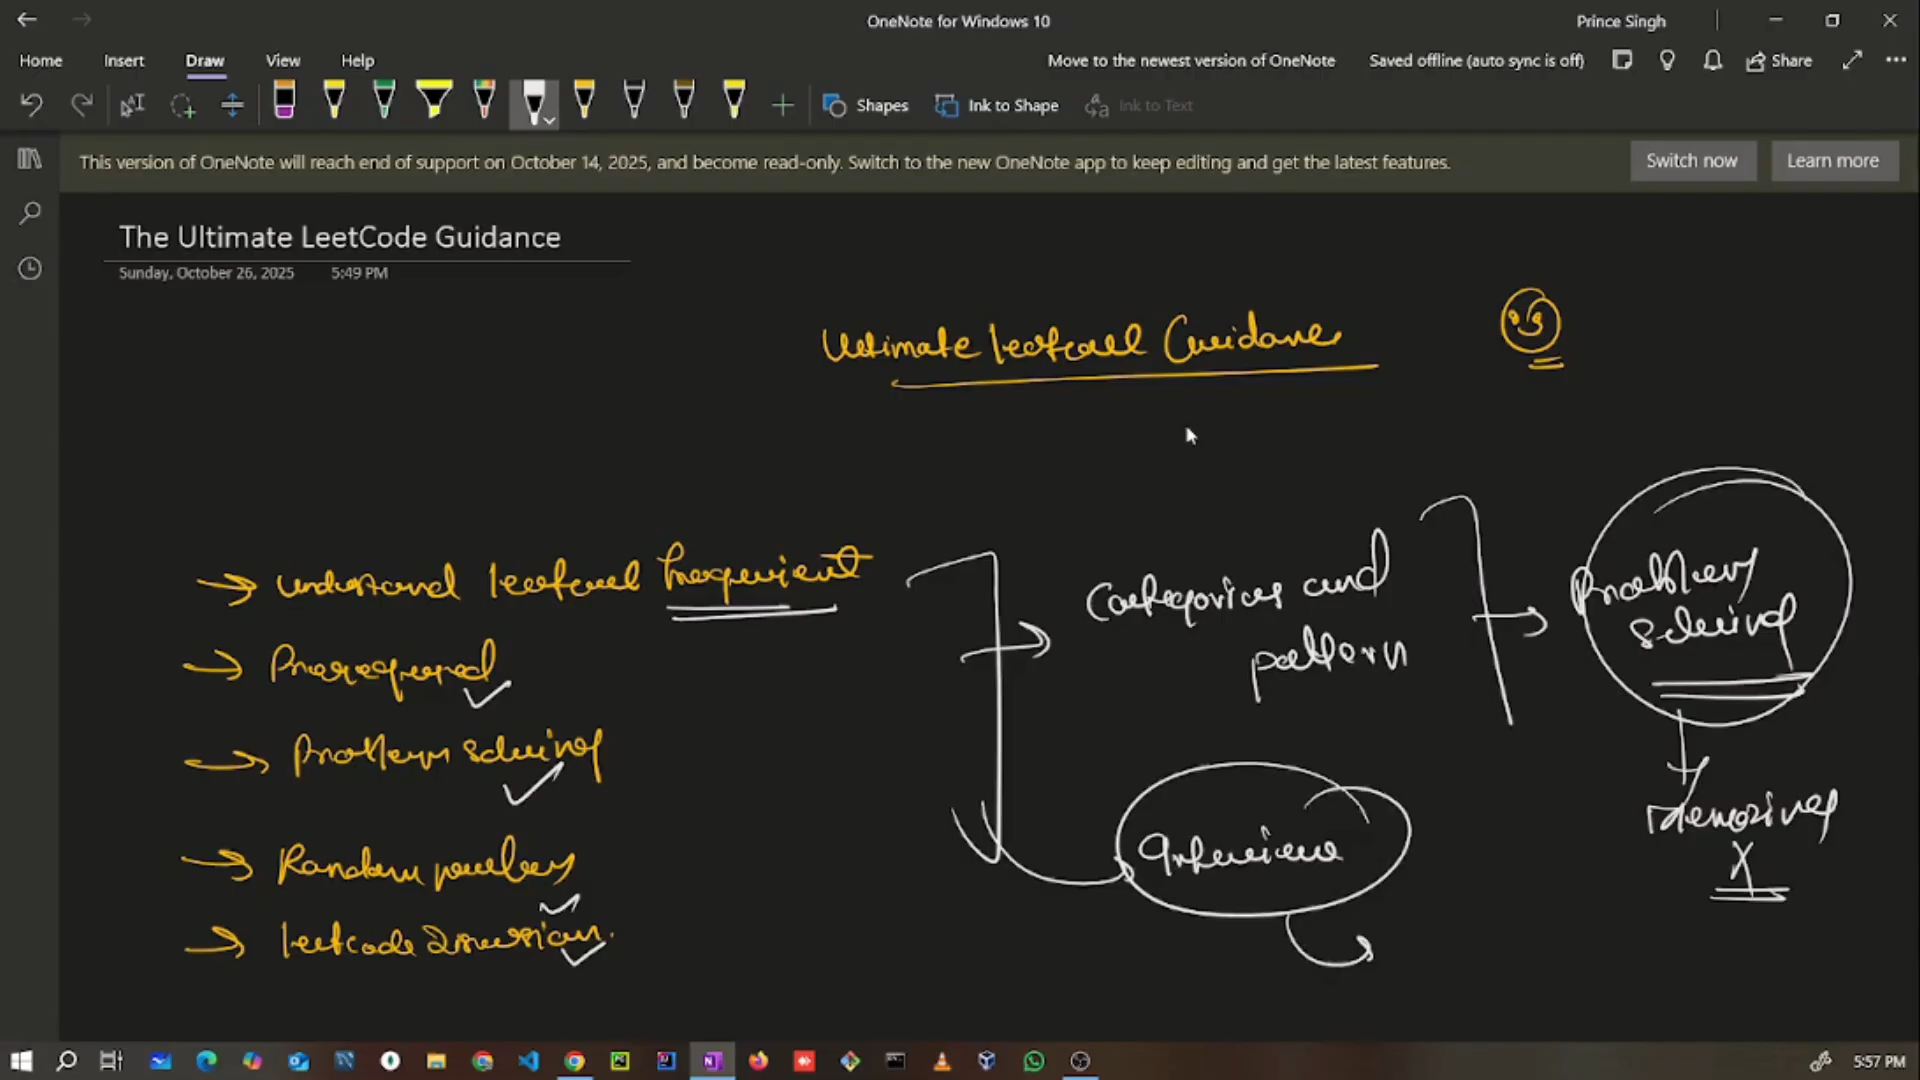 OneNote for Windows 10
Prince Singh
Home Insert Draw View Help
Move to the newest version of OneNote Saved offline (auto sync is off) Share
Shapes Ink to Shape Ink to Text
This version of OneNote will reach end of support on October 14, 2025, and become read-only. Switch to the new OneNote app to keep editing and get the latest features.
Switch now Learn more
The Ultimate LeetCode Guidance
Sunday, October 26, 2025 5:49 PM
Ultimate Guidance
→ understand
→
→ Problem solving
→ Random
→ leetcode
Categories and
pattern
Problem
solving
Interview
X
5:57 PM